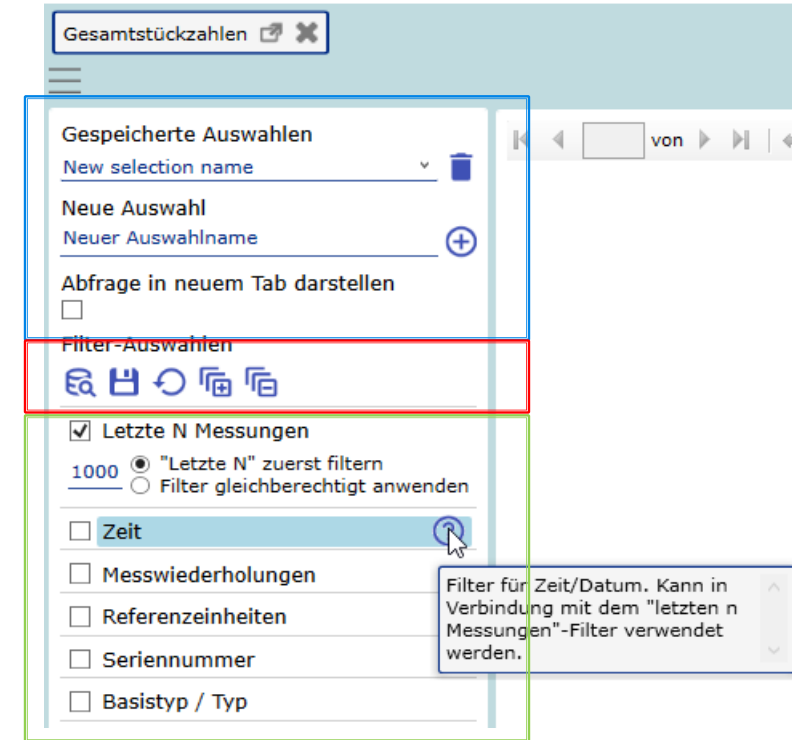 Gesamtstückzahlen
Gespeicherte Auswahlen
New selection name
von
Neue Auswahl
Neuer Auswahlname
Abfrage in neuem Tab darstellen
Filter-Auswahlen
Letzte N Messungen
1000
"Letzte N" zuerst filtern
Filter gleichberechtigt anwenden
Zeit
Messwiederholungen
Referenzeinheiten
Seriennummer
Basistyp / Typ
Filter für Zeit/Datum. Kann in
Verbindung mit dem "letzten n
Messungen"-Filter verwendet
werden.